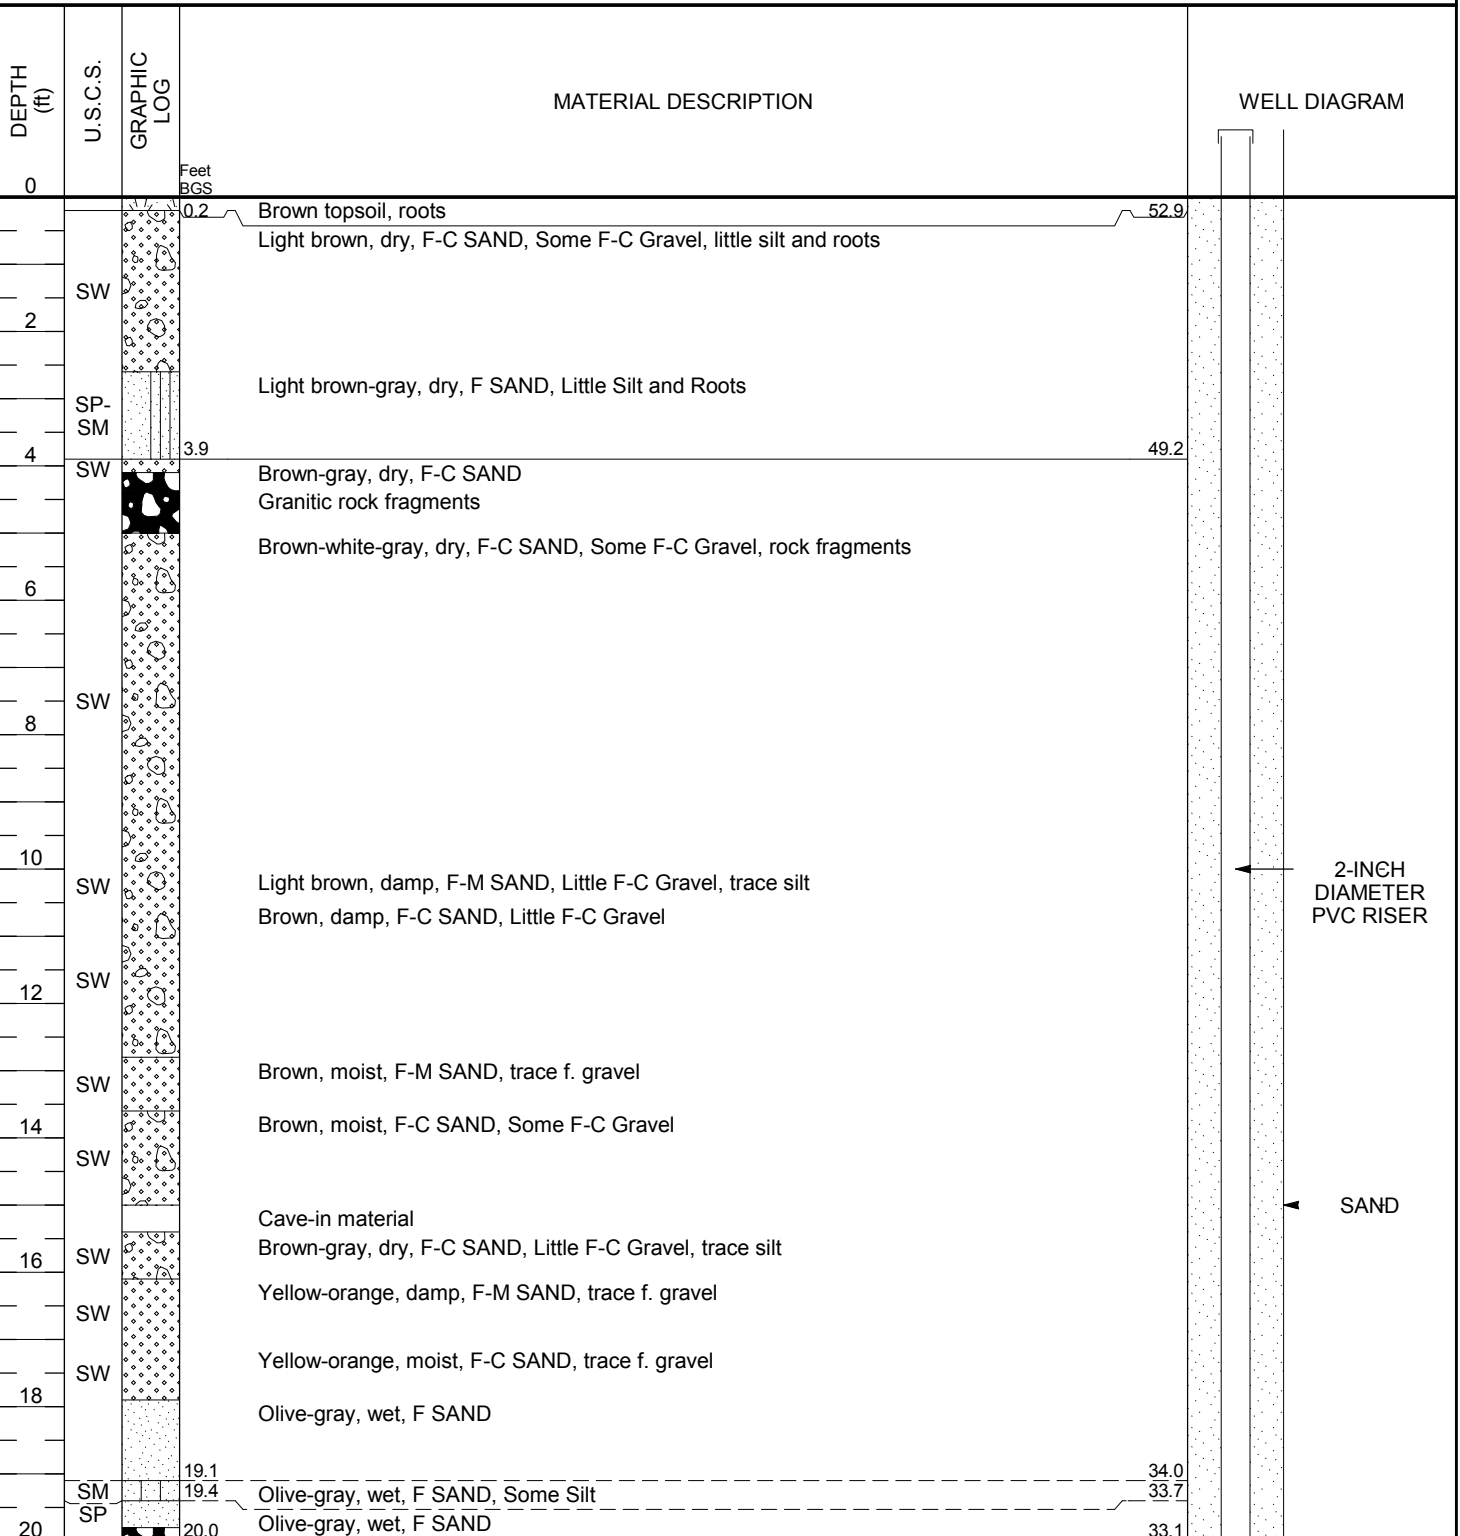 DEPTH
(ft)
U.S.C.S.
GRAPHIC
LOG
MATERIAL DESCRIPTION
WELL DIAGRAM
Feet
BGS
0
0.2 Brown topsoil, roots 52.9
Light brown, dry, F-C SAND, Some F-C Gravel, little silt and roots
SW
2
Light brown-gray, dry, F SAND, Little Silt and Roots
SP-
SM
3.9 49.2
4
SW
Brown-gray, dry, F-C SAND
Granitic rock fragments
Brown-white-gray, dry, F-C SAND, Some F-C Gravel, rock fragments
6
SW
8
10
2-INCH
DIAMETER
PVC RISER
SW
Light brown, damp, F-M SAND, Little F-C Gravel, trace silt
Brown, damp, F-C SAND, Little F-C Gravel
SW
12
Brown, moist, F-M SAND, trace f. gravel
SW
14
Brown, moist, F-C SAND, Some F-C Gravel
SW
SAND
Cave-in material
Brown-gray, dry, F-C SAND, Little F-C Gravel, trace silt
SW
16
Yellow-orange, damp, F-M SAND, trace f. gravel
SW
Yellow-orange, moist, F-C SAND, trace f. gravel
SW
18
Olive-gray, wet, F SAND
19.1 34.0
SM 19.4 Olive-gray, wet, F SAND, Some Silt 33.7
SP
Olive-gray, wet, F SAND
20 20.0 33.1